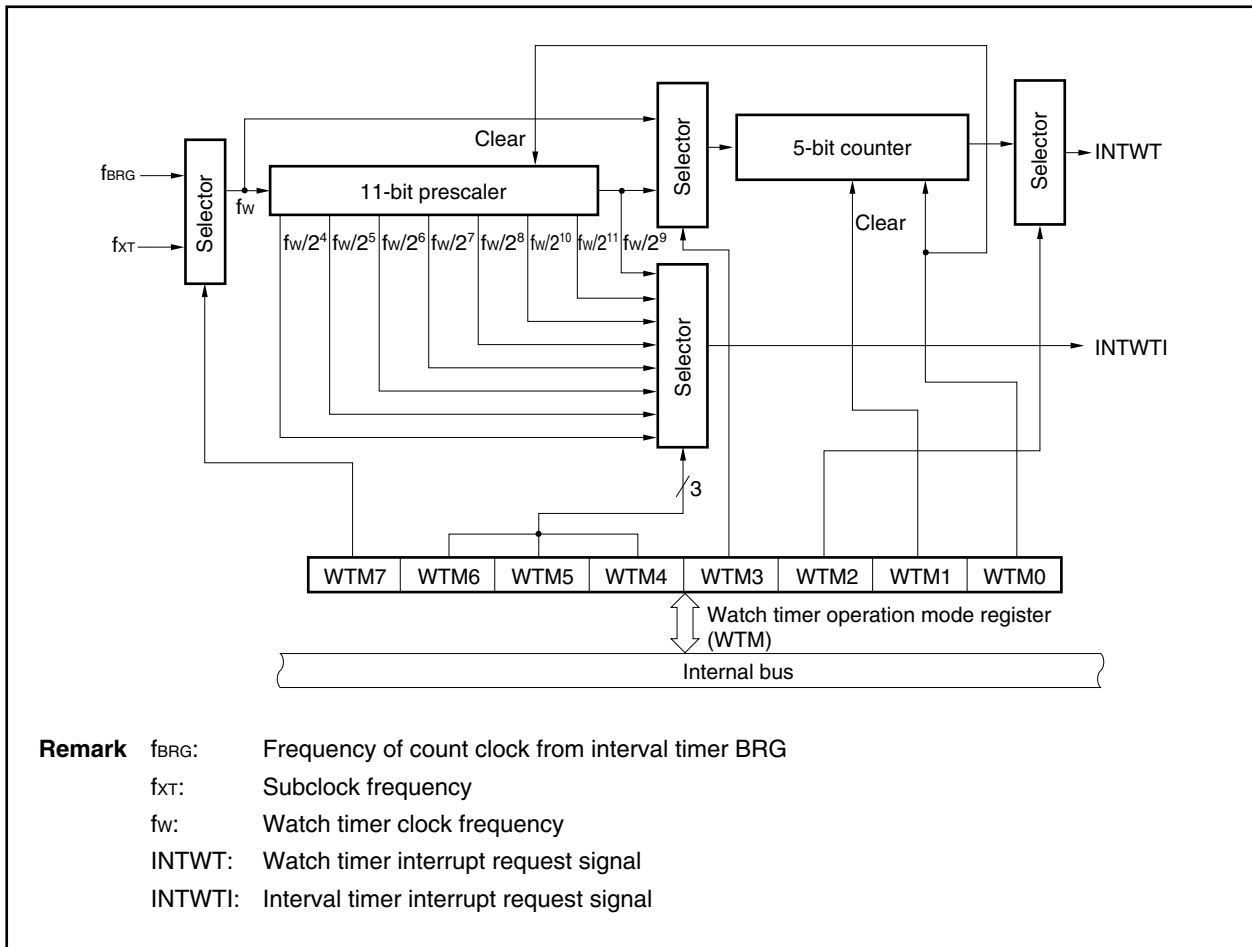 Selector
Selector
Clear
5-bit counter
INTWT
fBRG
Selector
11-bit prescaler
Selector
fW
Clear
fXT
fW/2⁴ fW/2⁵ fW/2⁶ fW/2⁷ fW/2⁸ fW/2¹⁰ fW/2¹¹ fW/2⁹
Selector
INTWTI
3
WTM7 WTM6 WTM5 WTM4 WTM3 WTM2 WTM1 WTM0
Watch timer operation mode register
(WTM)
Internal bus
Remark fBRG: Frequency of count clock from interval timer BRG
fXT: Subclock frequency
fW: Watch timer clock frequency
INTWT: Watch timer interrupt request signal
INTWTI: Interval timer interrupt request signal